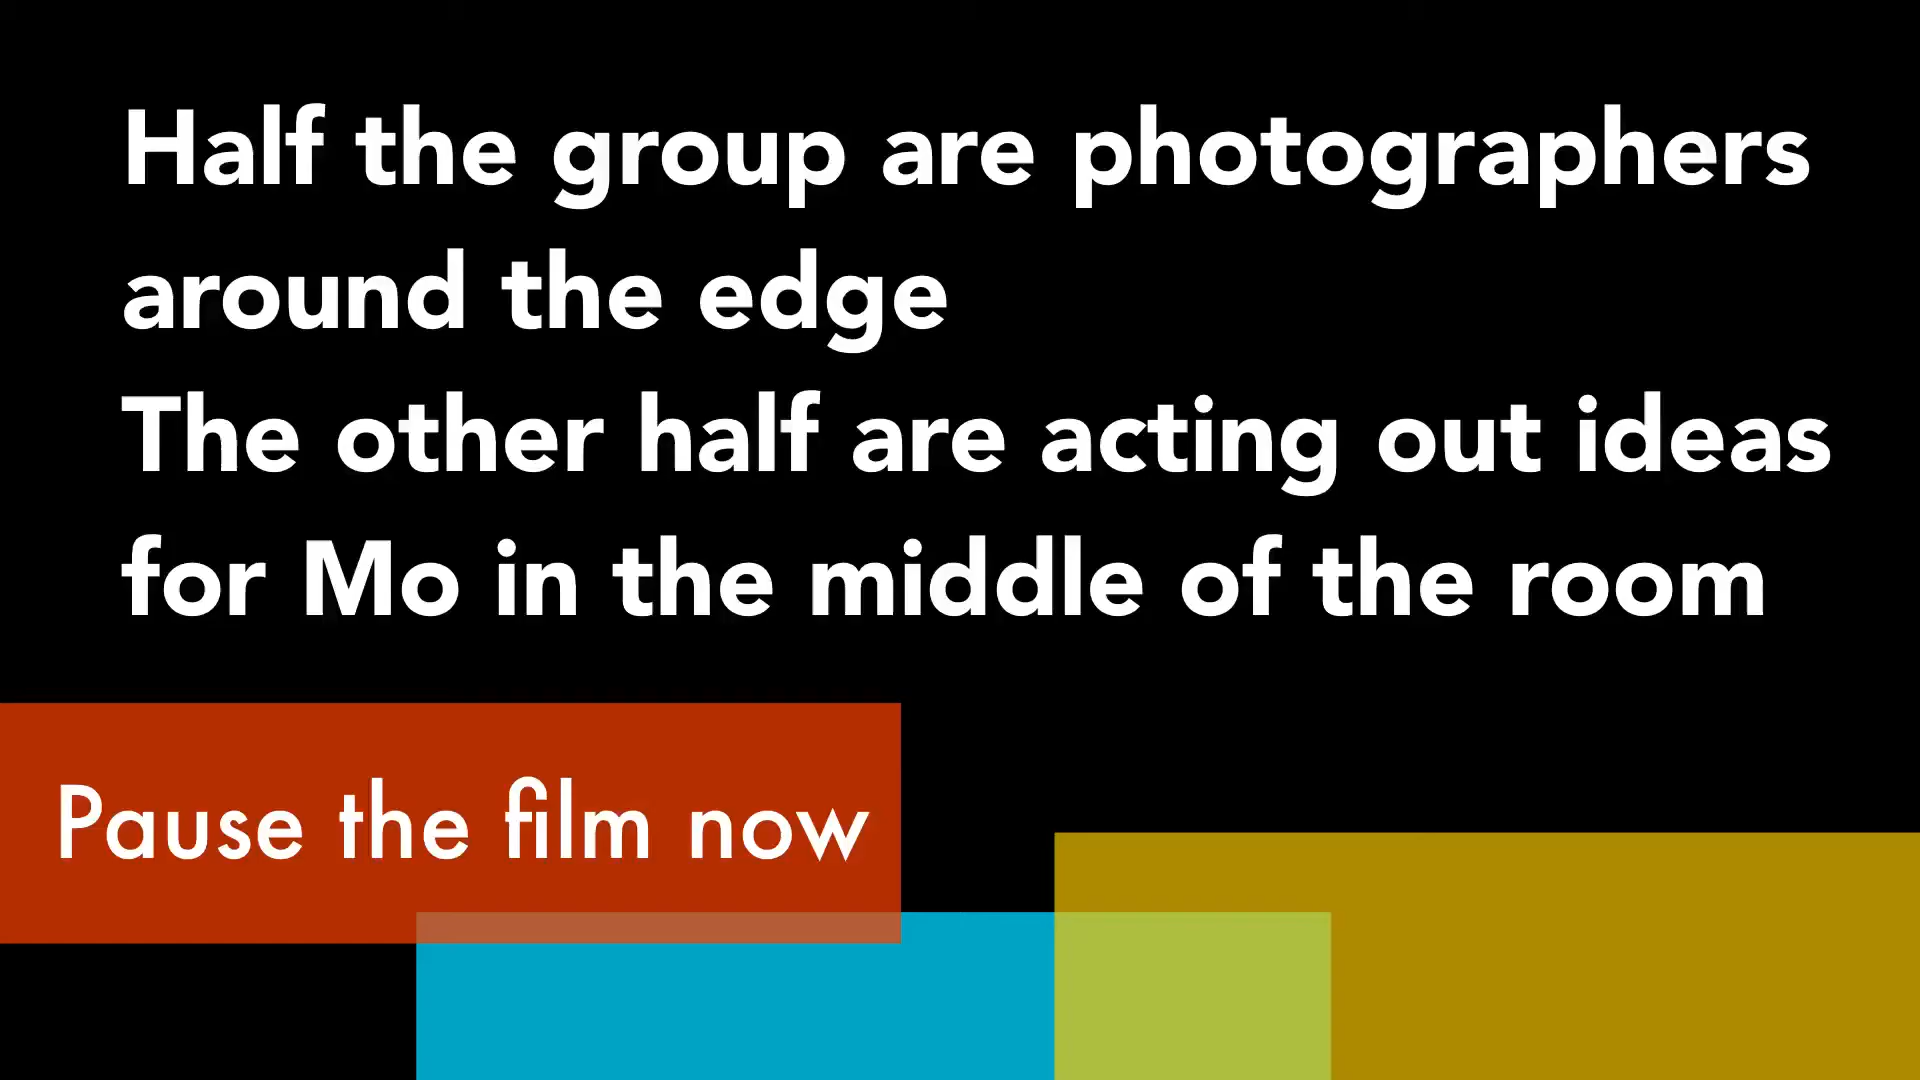 Half the group are photographers
around the edge
The other half are acting out ideas
for Mo in the middle of the room
Pause the film now